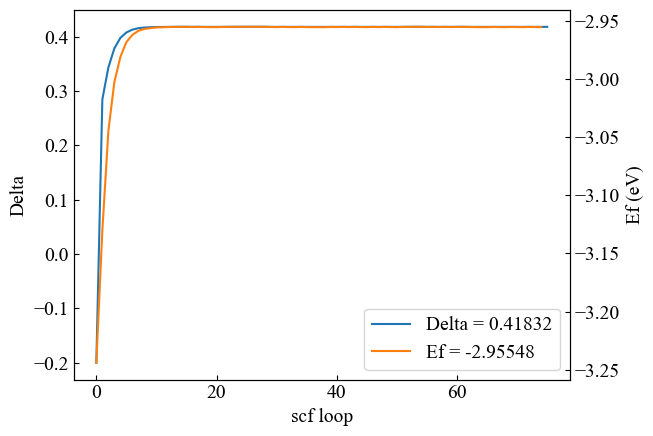 0.4
0.3
0.2
0.1
0.0
−0.1
−0.2
Delta
−2.95
−3.00
−3.05
−3.10
−3.15
−3.20
−3.25
Ef (eV)
Delta = 0.41832
Ef = -2.95548
0 20 40 60
scf loop